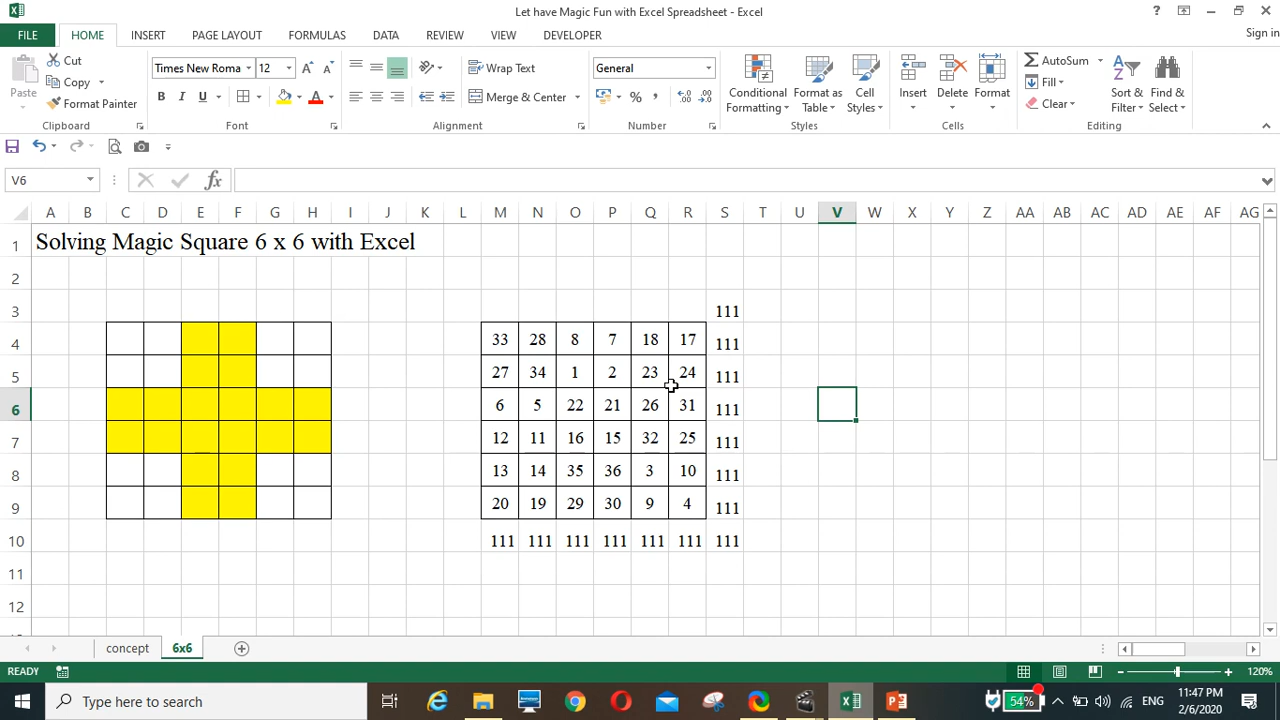 Let have Magic Fun with Excel Spreadsheet - Excel
FILE HOME INSERT PAGE LAYOUT FORMULAS DATA REVIEW VIEW DEVELOPER Sign in
Paste
Cut
Copy
Format Painter
Times New Roma 12
B I U
Wrap Text
Merge & Center
General
Conditional Formatting
Format as Table
Cell Styles
Insert
Delete
Format
AutoSum
Fill
Clear
Sort & Filter
Find & Select
Clipboard Font Alignment Number Styles Cells Editing
V6
A B C D E F G H I J K L M N O P Q R S T U V W X Y Z AA AB AC AD AE AF AG
1 Solving Magic Square 6 x 6 with Excel
2
3 111
4 33 28 8 7 18 17 111
5 27 34 1 2 23 24 111
6 6 5 22 21 26 31 111
7 12 11 16 15 32 25 111
8 13 14 35 36 3 10 111
9 20 19 29 30 9 4 111
10 111 111 111 111 111 111 111
11
12
concept 6x6
READY 120%
Type here to search
54%
ENG
11:47 PM
2/6/2020